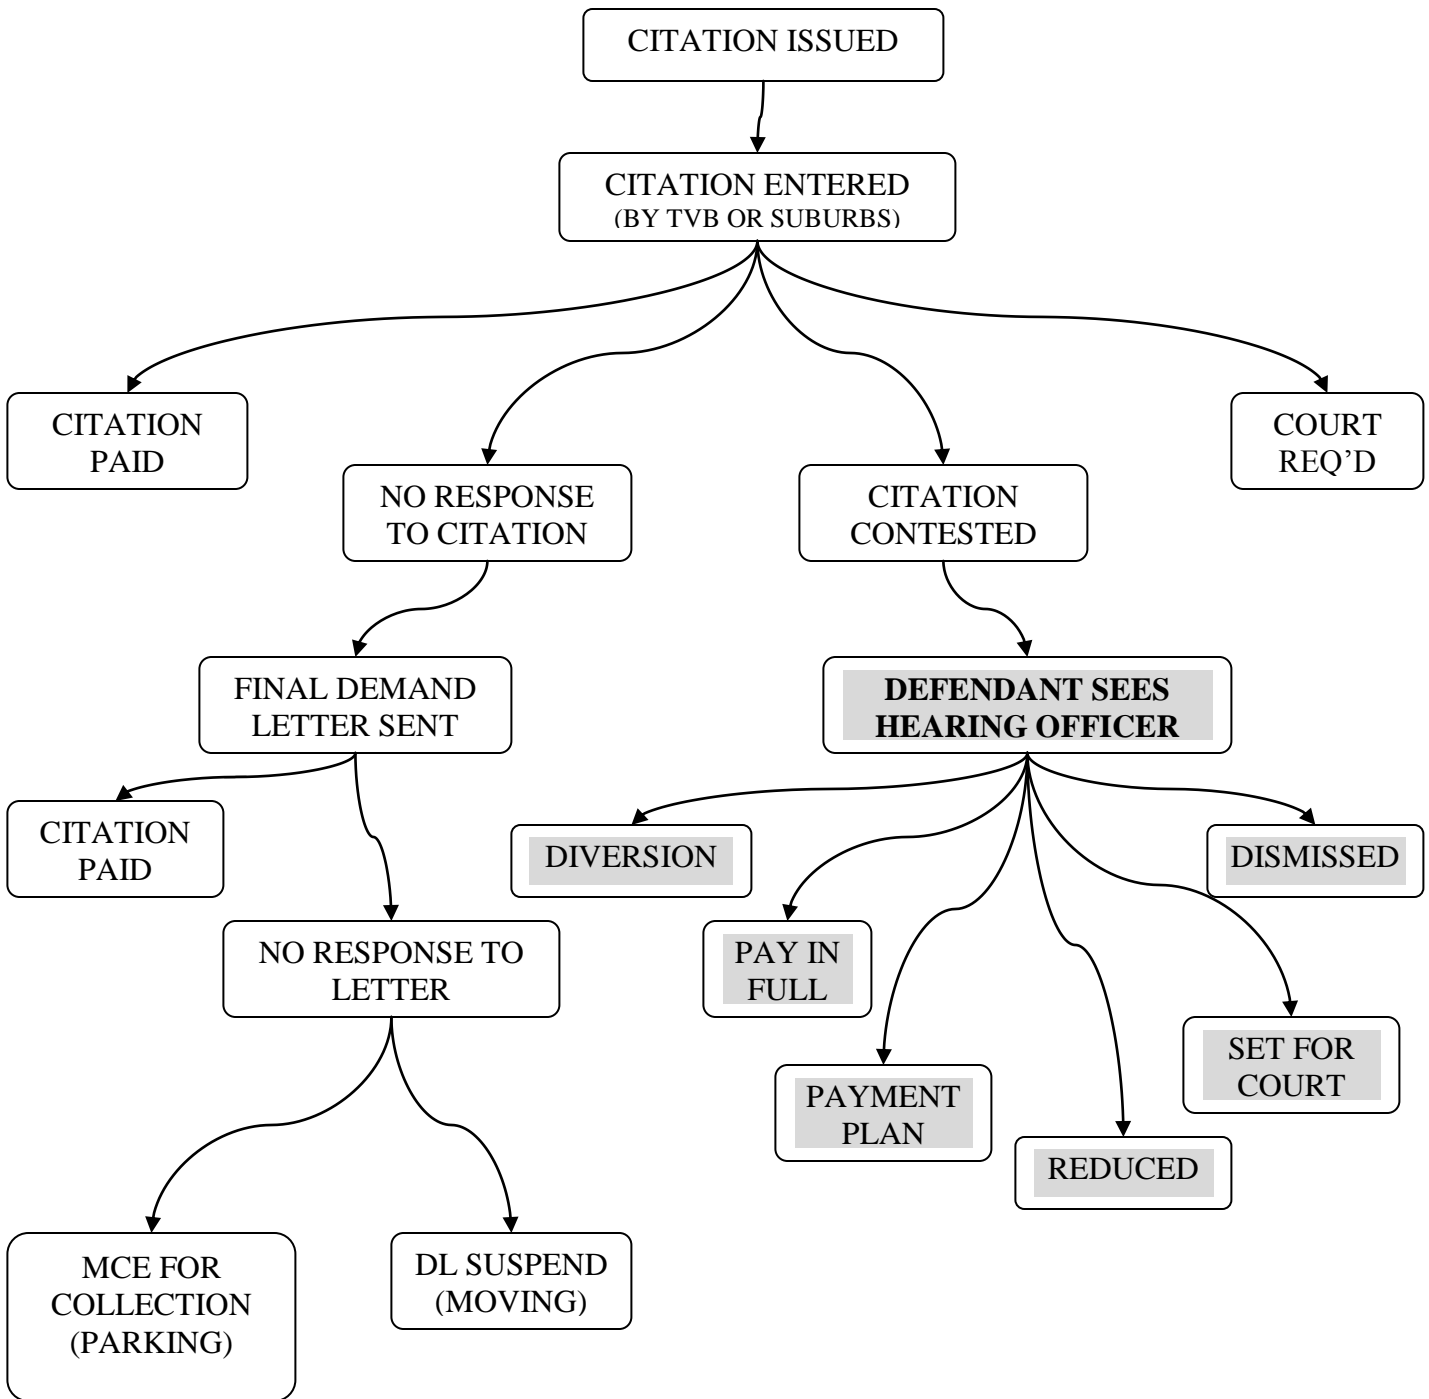 CITATION ISSUED
CITATION ENTERED
(BY TVB OR SUBURBS)
CITATION
PAID
COURT
REQ’D
NO RESPONSE
TO CITATION
CITATION
CONTESTED
FINAL DEMAND
LETTER SENT
DEFENDANT SEES
HEARING OFFICER
CITATION
PAID
DIVERSION
DISMISSED
NO RESPONSE TO
LETTER
PAY IN
FULL
SET FOR
COURT
PAYMENT
PLAN
REDUCED
MCE FOR
COLLECTION
(PARKING)
DL SUSPEND
(MOVING)